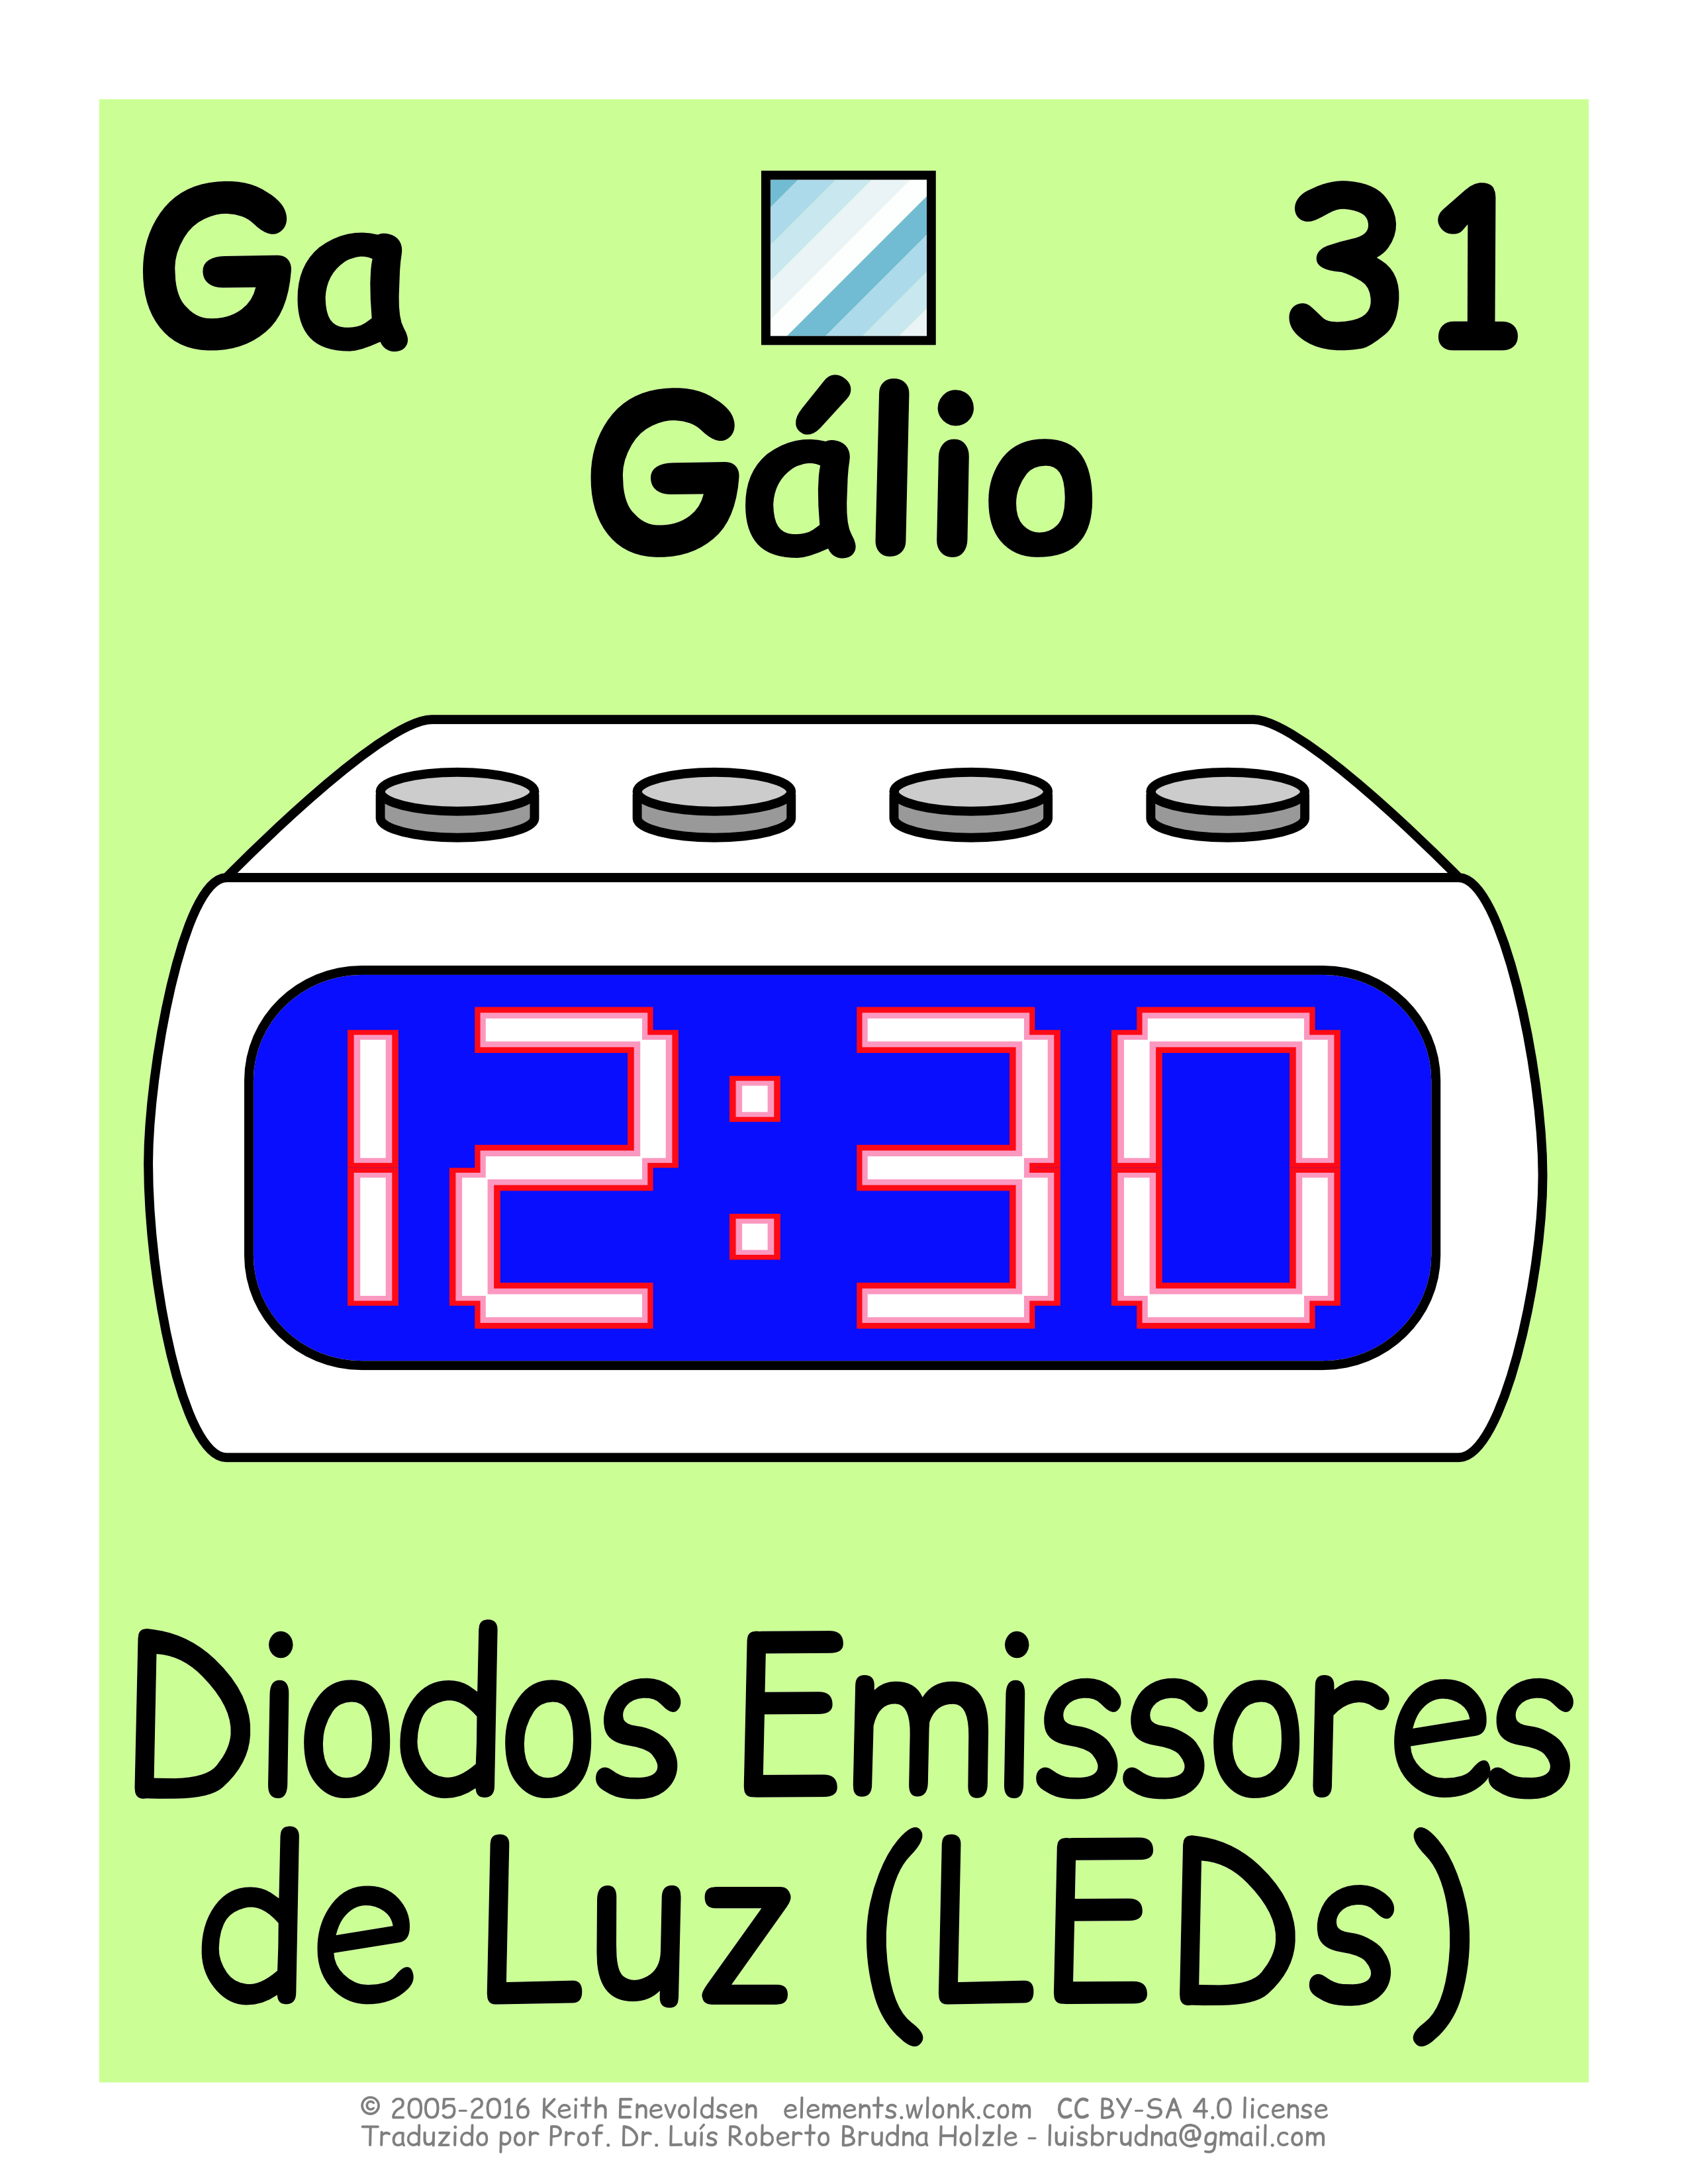 Ga 31
Gálio
12:30
Diodos Emissores
de Luz (LEDs)
© 2005-2016 Keith Enevoldsen elements.wlonk.com CC BY-SA 4.0 license
Traduzido por Prof. Dr. Luís Roberto Brudna Holzle - luisbrudna@gmail.com